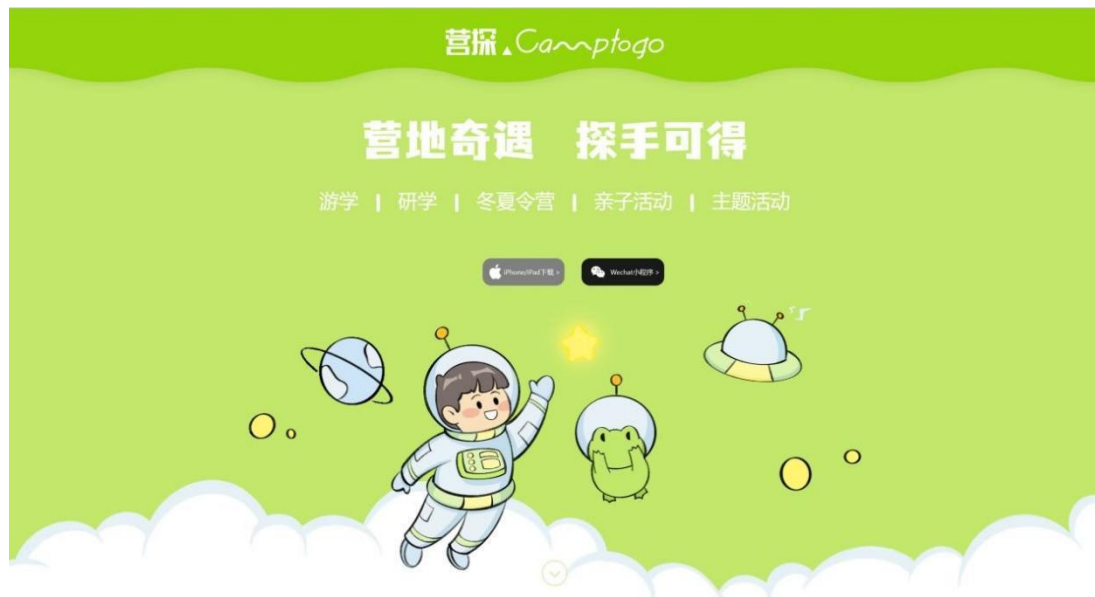 营探 Camptogo
营地奇遇 探手可得
游学 | 研学 | 冬夏令营 | 亲子活动 | 主题活动
iPhone/iPad下载 >
Wechat小程序 >